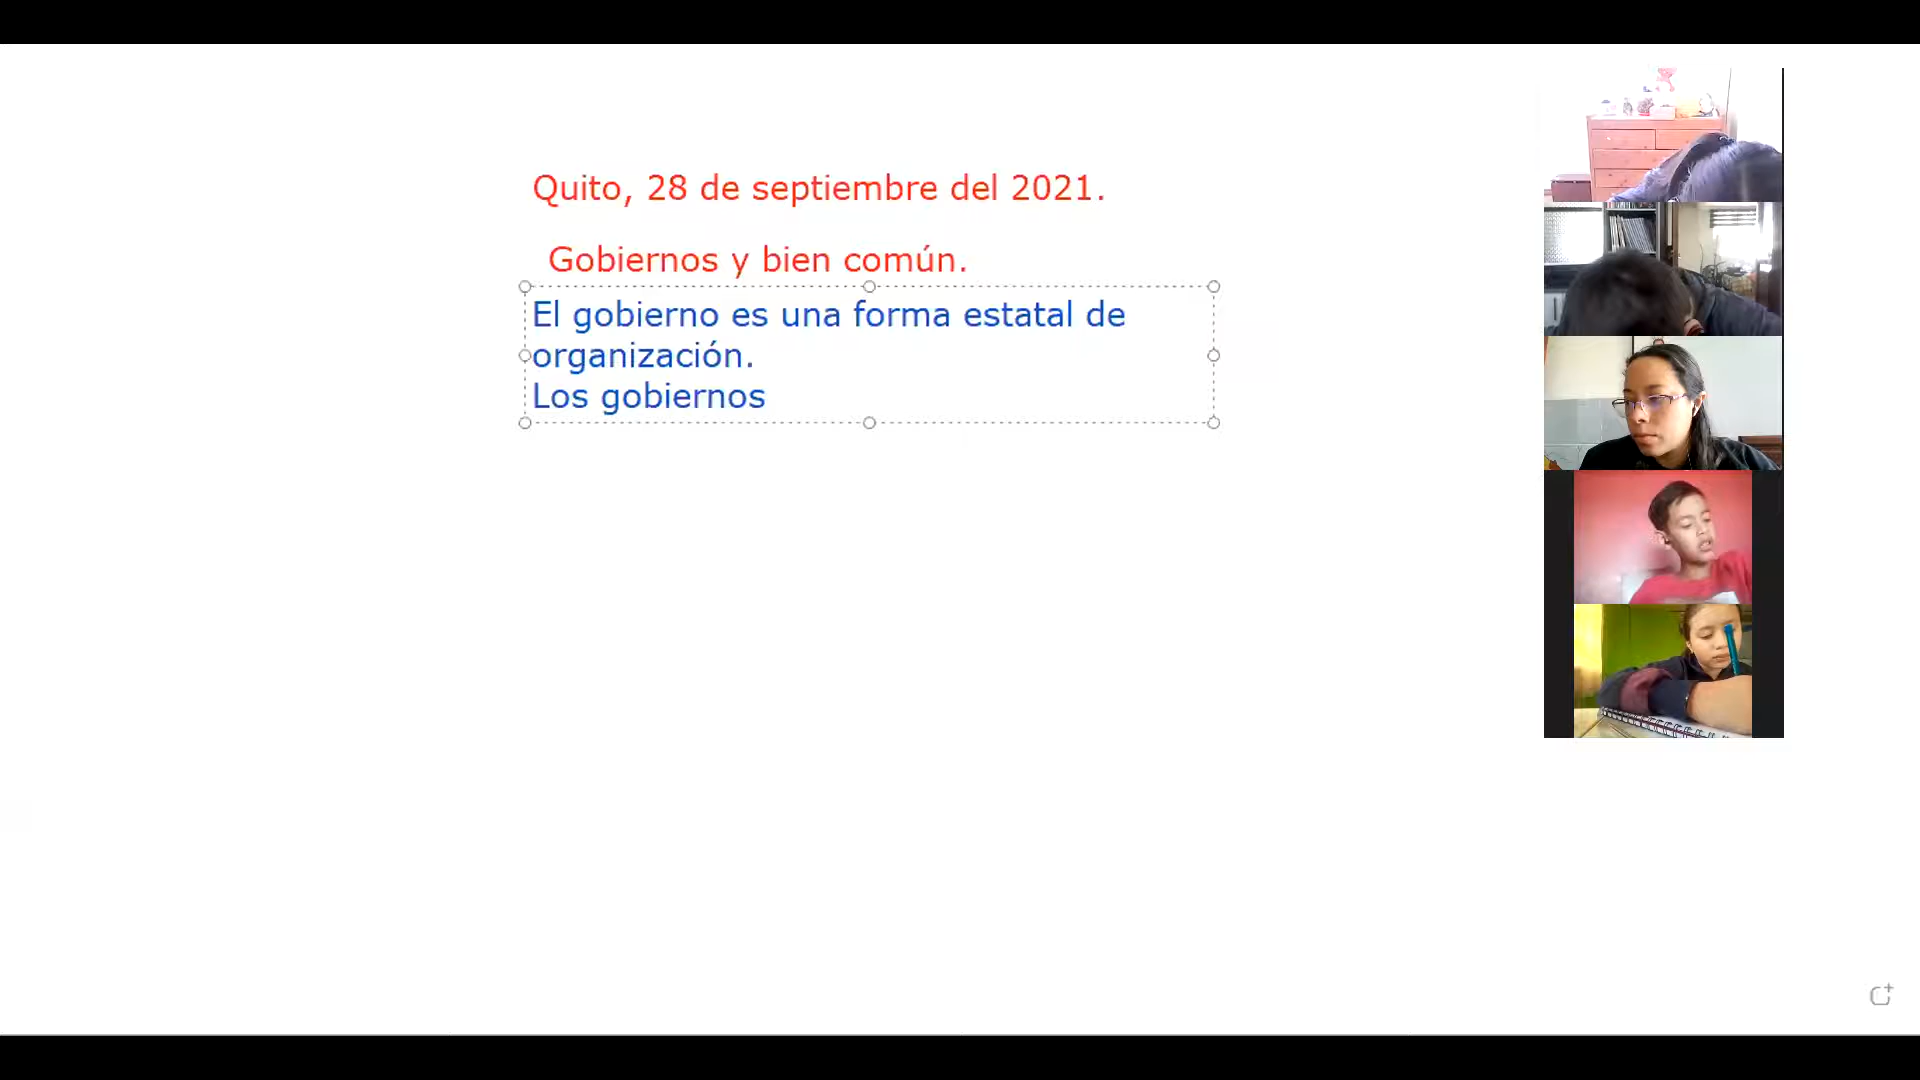 Quito, 28 de septiembre del 2021.
Gobiernos y bien común.
El gobierno es una forma estatal de
organización.
Los gobiernos